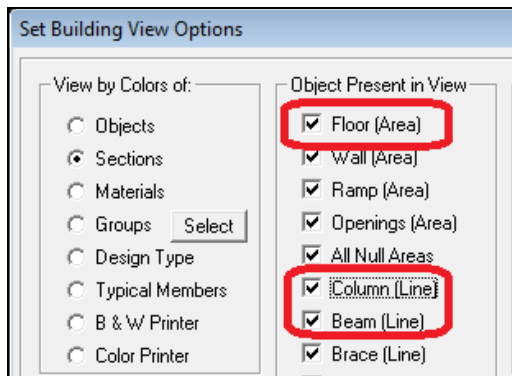 Set Building View Options
View by Colors of:
Objects
Sections
Materials
Groups Select
Design Type
Typical Members
B & W Printer
Color Printer
Object Present in View
Floor (Area)
Wall (Area)
Ramp (Area)
Openings (Area)
All Null Areas
Column (Line)
Beam (Line)
Brace (Line)